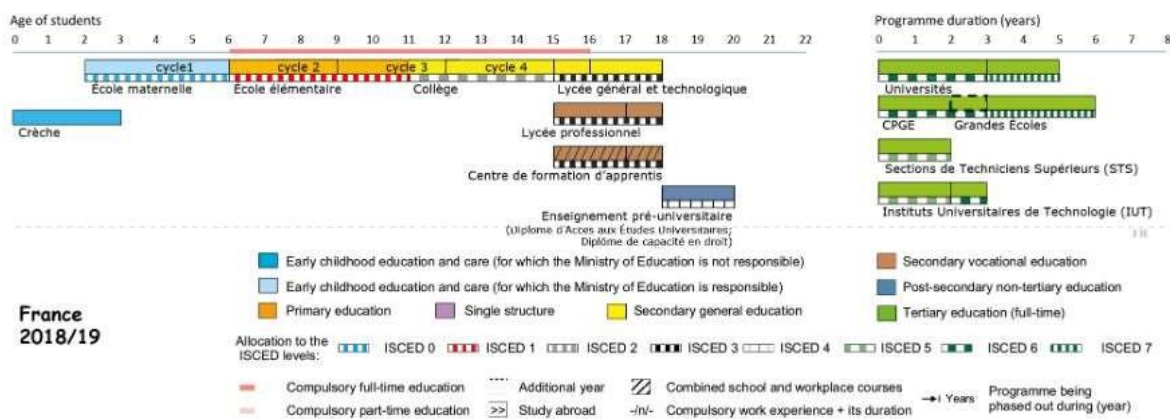 Age of students
Programme duration (years)
0 1 2 3 4 5 6 7 8 9 10 11 12 13 14 15 16 17 18 19 20 21 22
0 1 2 3 4 5 6 7 8
cycle1 cycle 2 cycle 3 cycle 4
École maternelle École élémentaire Collège Lycée général et technologique
Universités
Crèche
Lycée professionnel
CPGE Grandes Écoles
Centre de formation d'apprentis
Sections de Techniciens Supérieurs (STS)
Enseignement pré-universitaire
(Diplôme d'Accès aux Études Universitaires;
Diplôme de capacité en droit)
Instituts Universitaires de Technologie (IUT)
FR
Early childhood education and care (for which the Ministry of Education is not responsible)
Secondary vocational education
Early childhood education and care (for which the Ministry of Education is responsible)
Post-secondary non-tertiary education
Primary education Single structure Secondary general education
Tertiary education (full-time)
France
2018/19
Allocation to the
ISCED levels:
ISCED 0 ISCED 1 ISCED 2 ISCED 3 ISCED 4 ISCED 5 ISCED 6 ISCED 7
Compulsory full-time education Additional year Combined school and workplace courses
Years Programme being
phased out during (year)
Compulsory part-time education >> Study abroad -/n/- Compulsory work experience + its duration